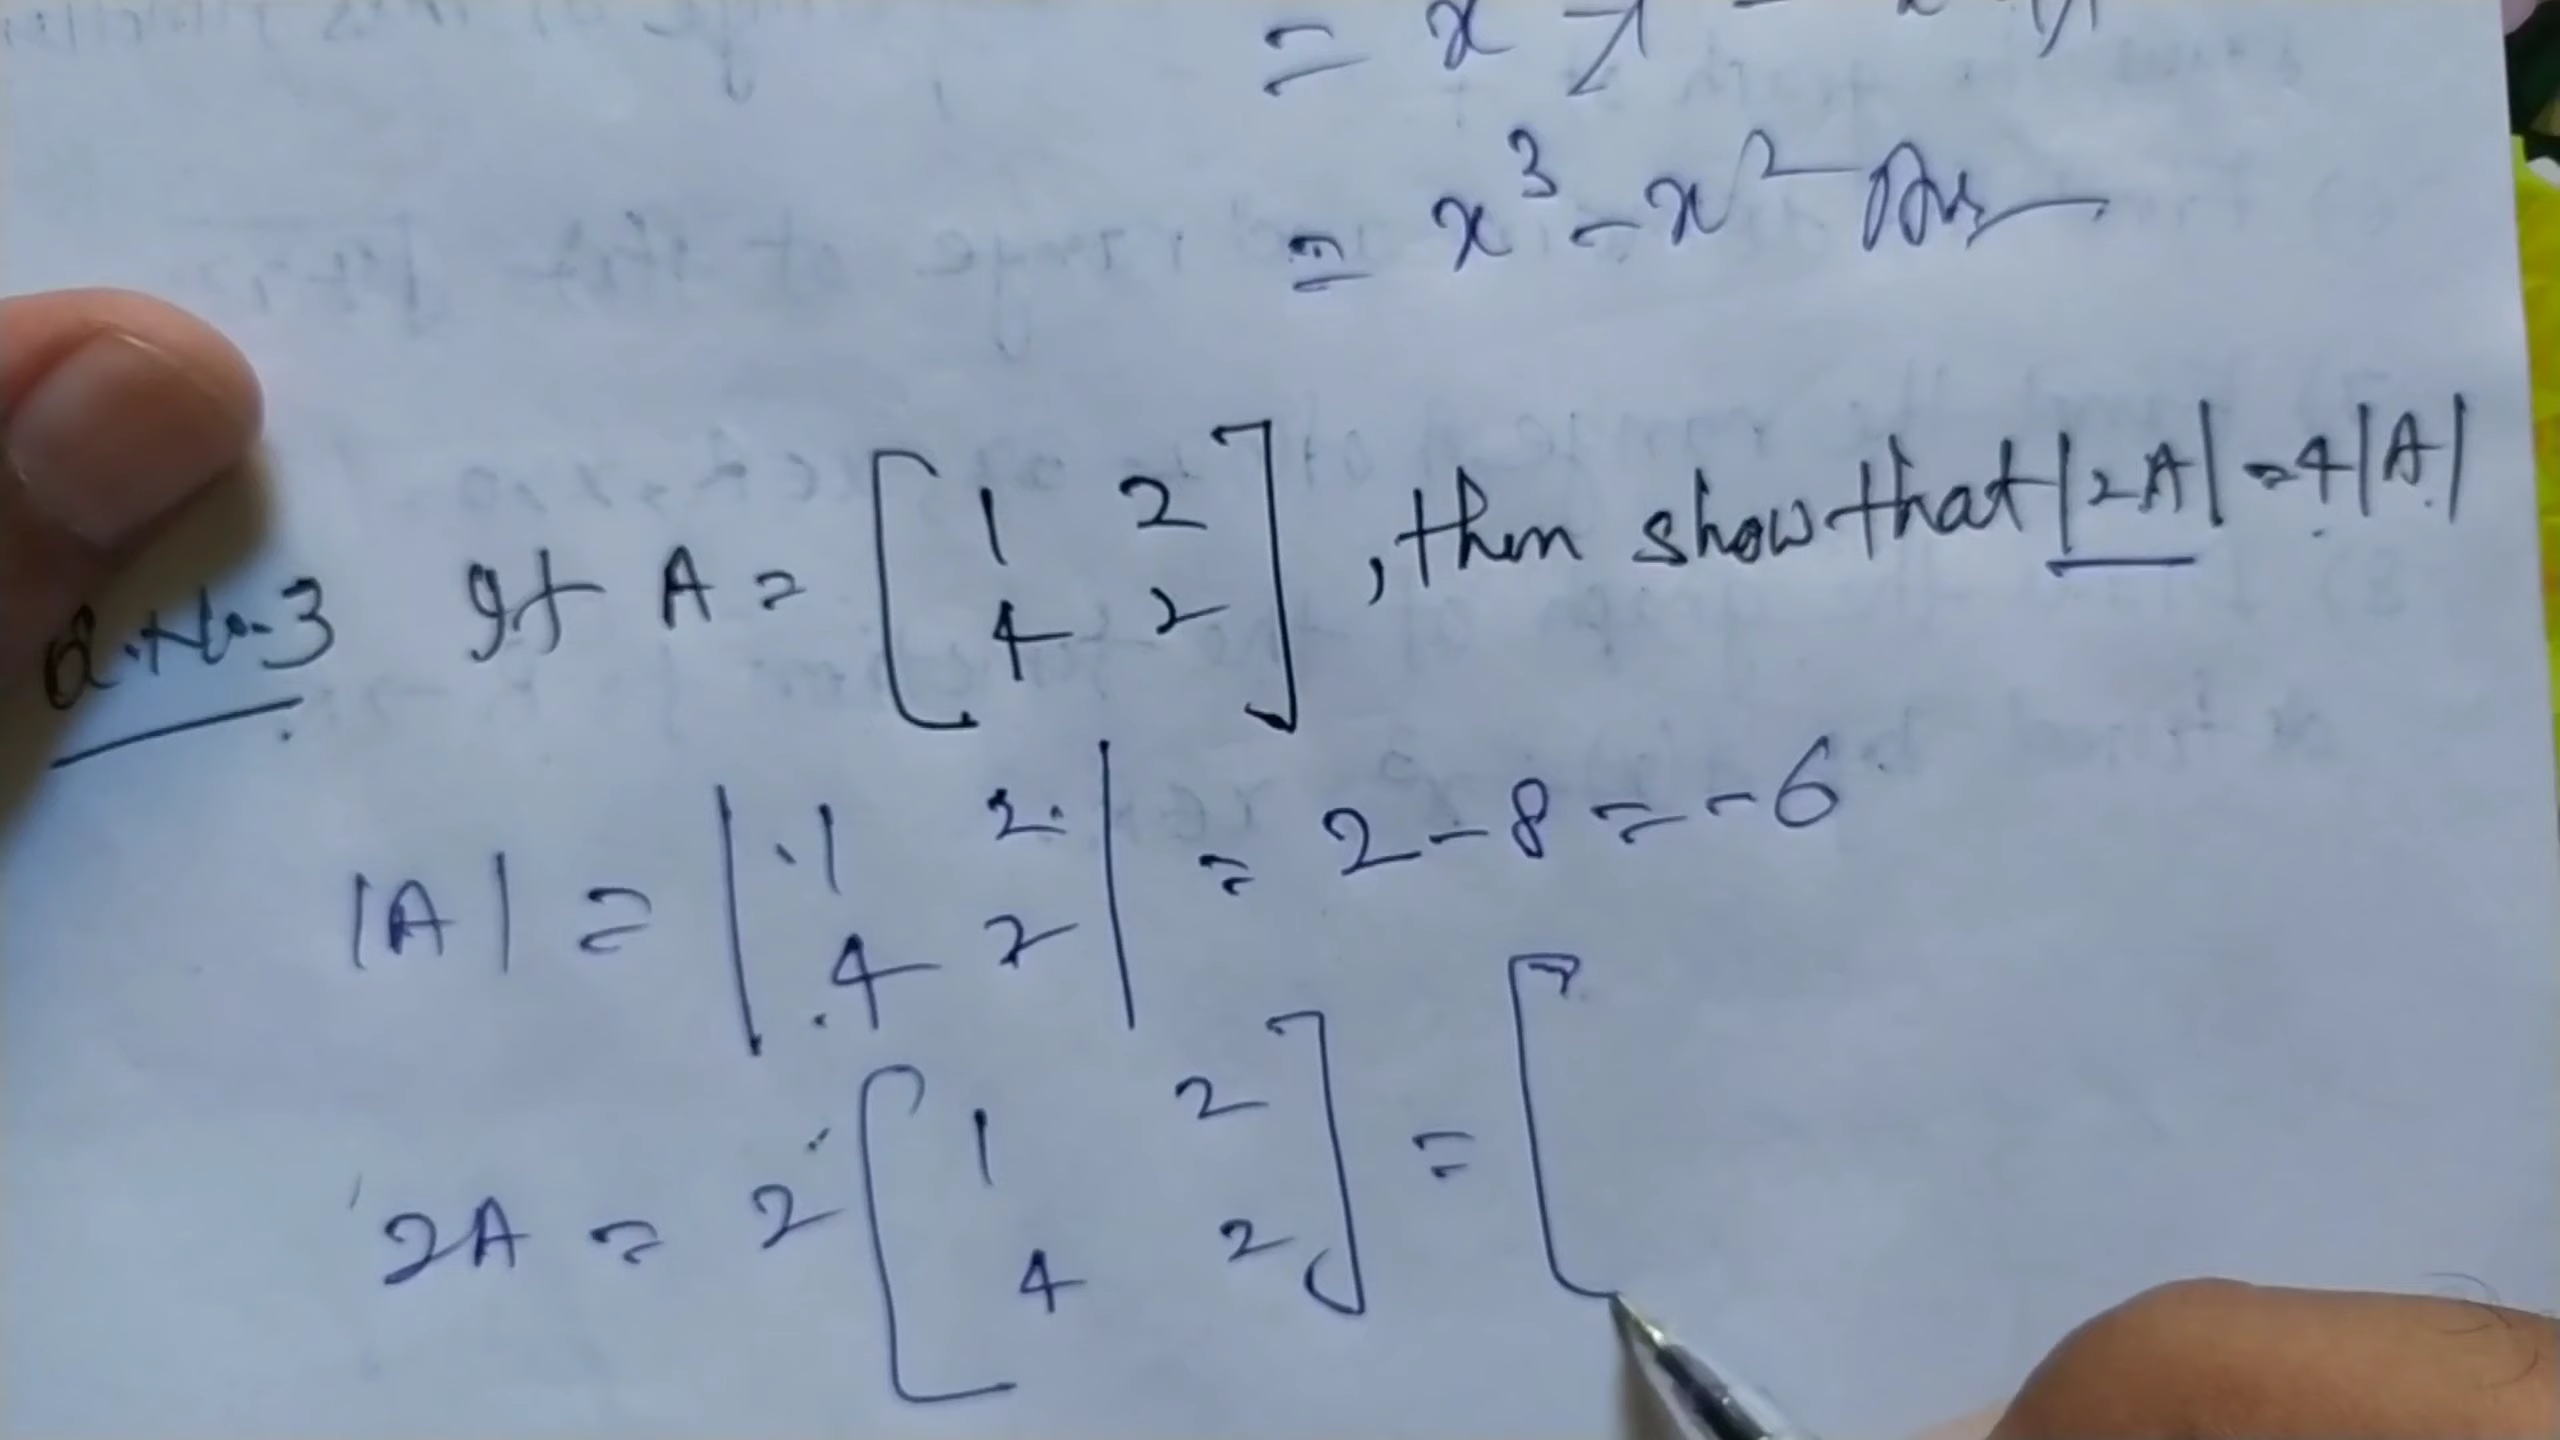 = x³ - x² Ans
Q.No.3 If A = [1 2 4 2], then show that |2A| = 4|A|
|A| = |1 2 4 2| = 2 - 8 = - 6
2A = 2 [1 2 4 2] = [